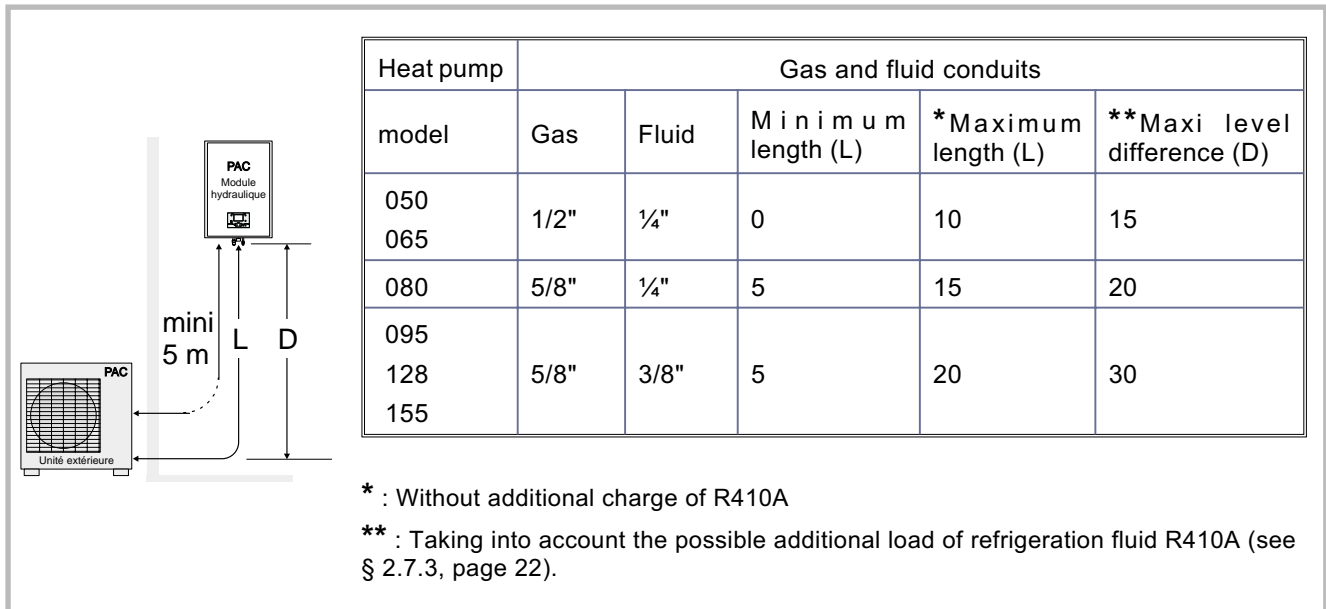 PAC
Module
hydraulique
mini
5 m
L
D
PAC
Unité extérieure
Heat pump
Gas and fluid conduits
model
Gas
Fluid
Minimum length (L)
*Maximum length (L)
**Maxi level difference (D)
050
065
1/2"
¼"
0
10
15
080
5/8"
¼"
5
15
20
095
128
155
5/8"
3/8"
5
20
30
* : Without additional charge of R410A
** : Taking into account the possible additional load of refrigeration fluid R410A (see
§ 2.7.3, page 22).